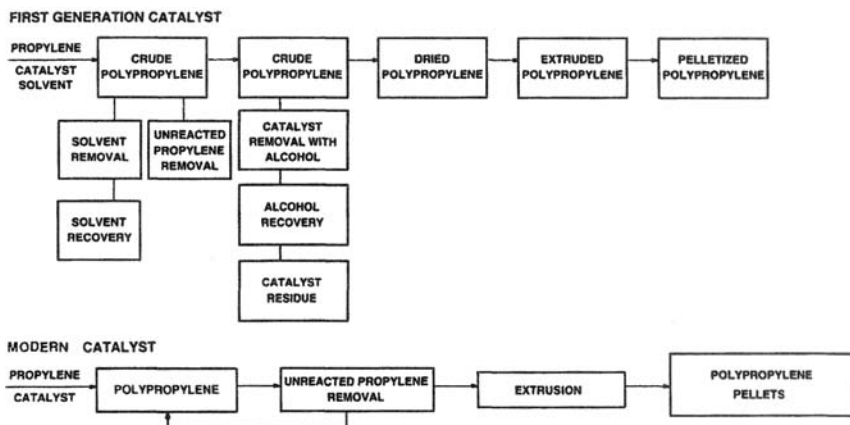 FIRST GENERATION CATALYST
PROPYLENE
CATALYST
SOLVENT
CRUDE
POLYPROPYLENE
CRUDE
POLYPROPYLENE
DRIED
POLYPROPYLENE
EXTRUDED
POLYPROPYLENE
PELLETIZED
POLYPROPYLENE
SOLVENT
REMOVAL
UNREACTED
PROPYLENE
REMOVAL
CATALYST
REMOVAL WITH
ALCOHOL
SOLVENT
RECOVERY
ALCOHOL
RECOVERY
CATALYST
RESIDUE
MODERN CATALYST
PROPYLENE
CATALYST
POLYPROPYLENE
UNREACTED PROPYLENE
REMOVAL
EXTRUSION
POLYPROPYLENE
PELLETS